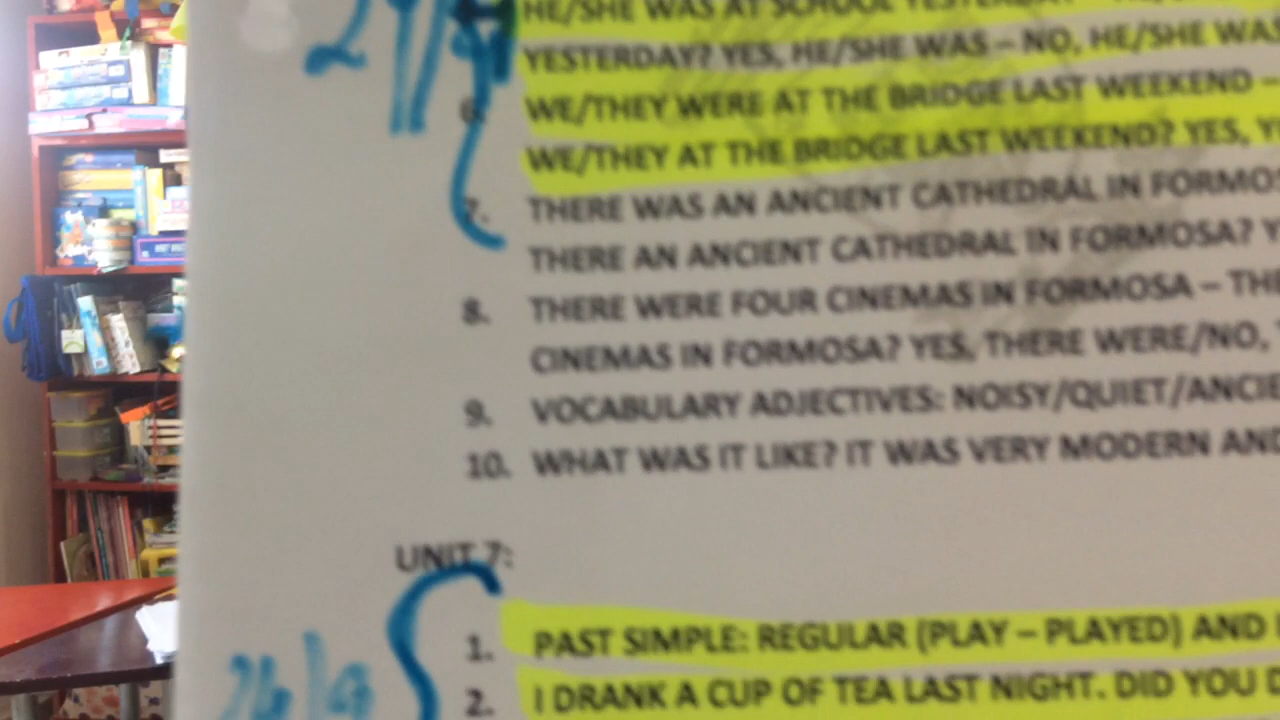 HE/SHE WAS AT SCHOOL YESTERDAY –
YESTERDAY? YES, HE/SHE WAS – NO, HE/SHE WAS
6. WE/THEY WERE AT THE BRIDGE LAST WEEKEND –
WE/THEY AT THE BRIDGE LAST WEEKEND? YES,
7. THERE WAS AN ANCIENT CATHEDRAL IN FORMOS
THERE AN ANCIENT CATHEDRAL IN FORMOSA?
8. THERE WERE FOUR CINEMAS IN FORMOSA – THE
CINEMAS IN FORMOSA? YES, THERE WERE/NO,
9. VOCABULARY ADJECTIVES: NOISY/QUIET/ANCIE
10. WHAT WAS IT LIKE? IT WAS VERY MODERN AND
UNIT 7:
1. PAST SIMPLE: REGULAR (PLAY – PLAYED) AND
2. I DRANK A CUP OF TEA LAST NIGHT. DID YOU D